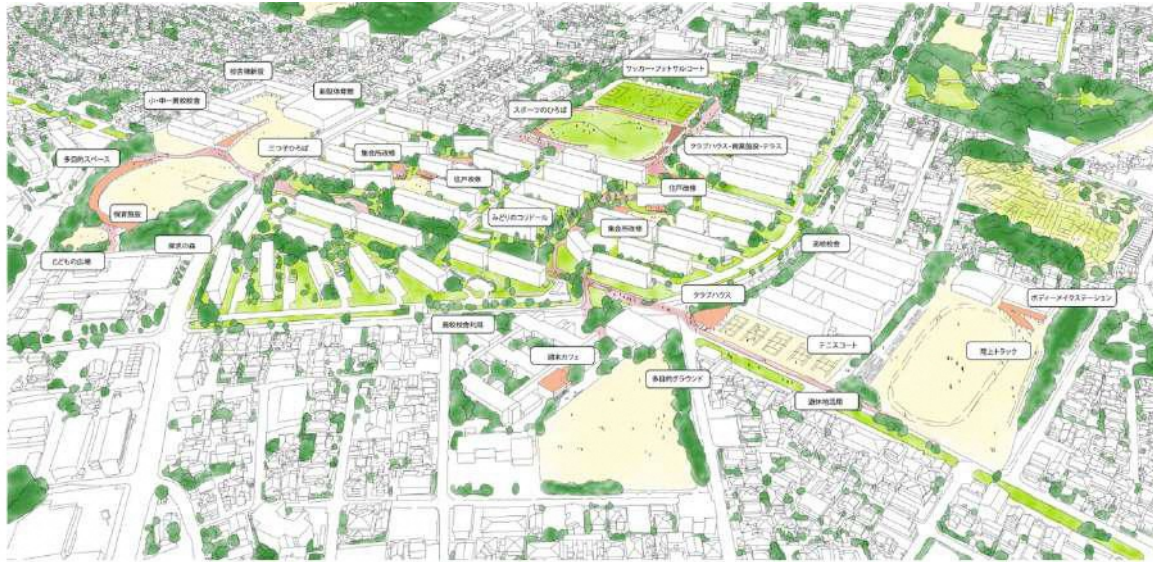 サッカー・フットサルコート
校舎棟新設
新設体育館
小・中一貫校校舎
スポーツのひろば
三つ子ひろば
集会所改修
クラブハウス・商業施設・テラス
多目的スペース
住戸改修
住戸改修
保育施設
みどりのコリドール
集会所改修
探求の森
高校校舎
こどもの広場
クラブハウス
ボディーメイクステーション
廃校校舎利用
テニスコート
陸上トラック
週末カフェ
多目的グラウンド
遊休地活用